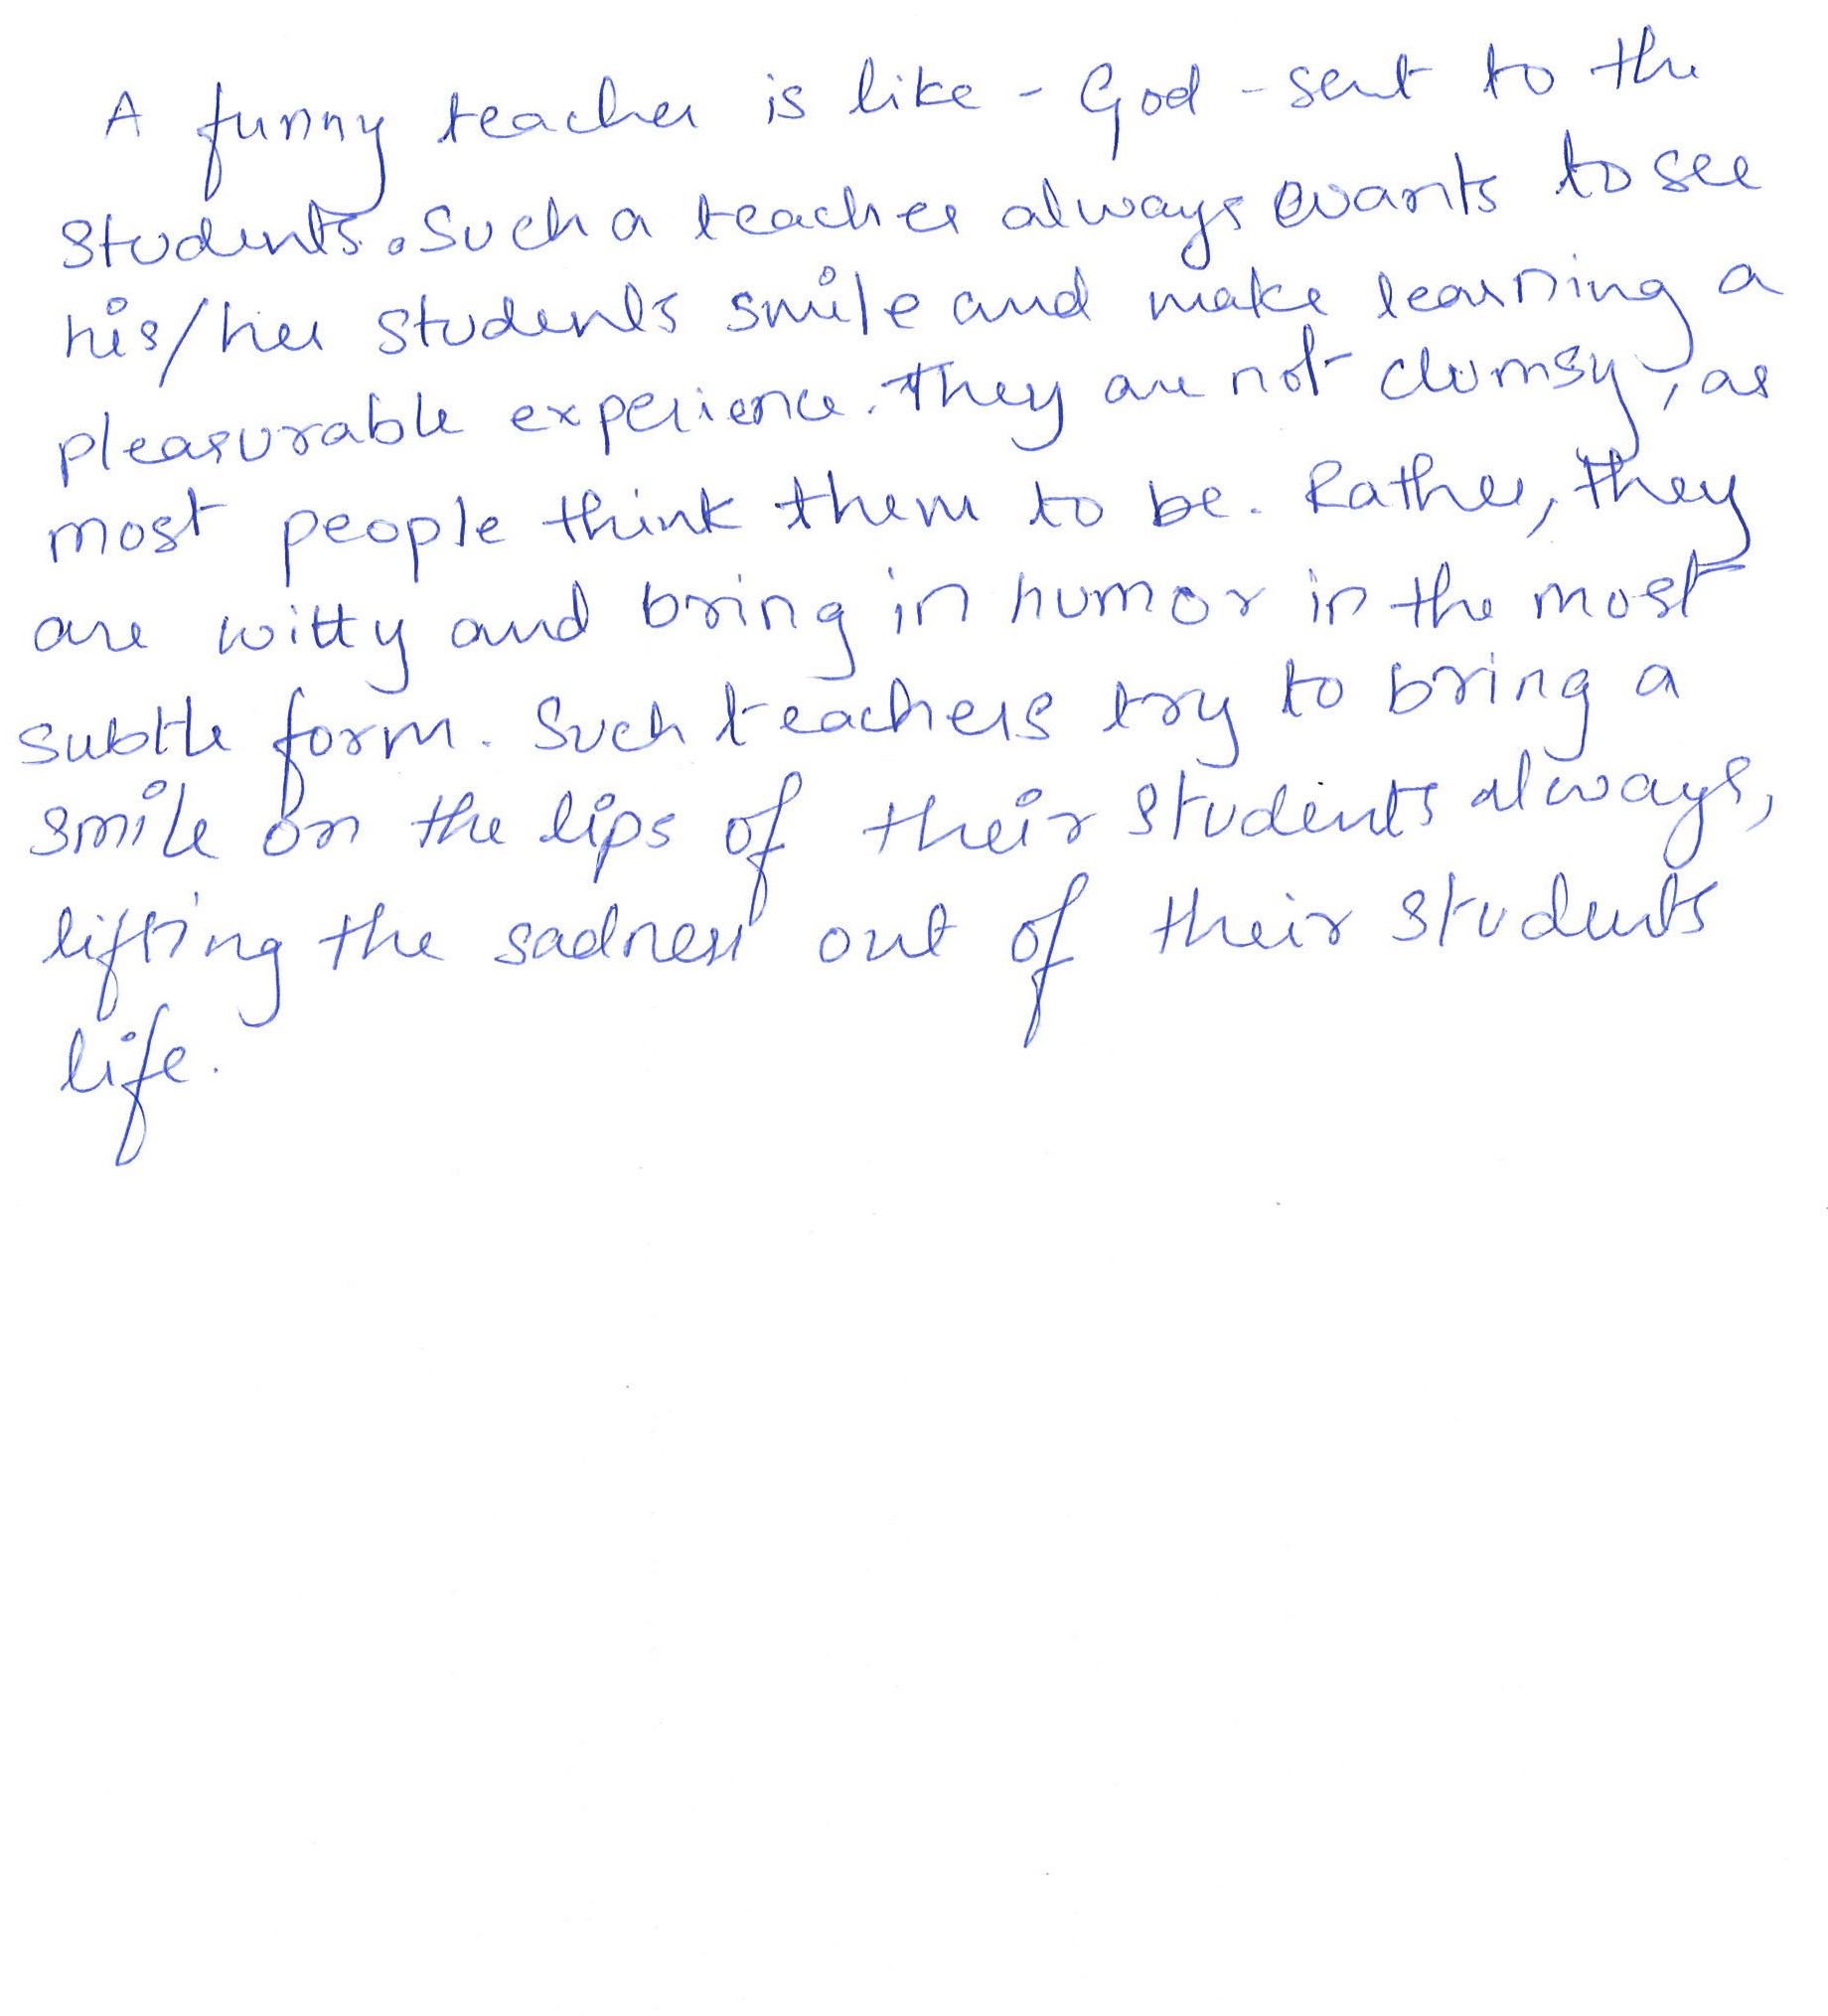 A funny teacher is like - God - sent to the
students. Such a teacher always wants to see
his/her students smile and make learning a
pleasurable experience. They are not clumsy, as
most people think them to be. Rather, they
are witty and bring in humor in the most
subtle form. Such teachers try to bring a
smile on the lips of their students always,
lifting the sadness out of their students
life.